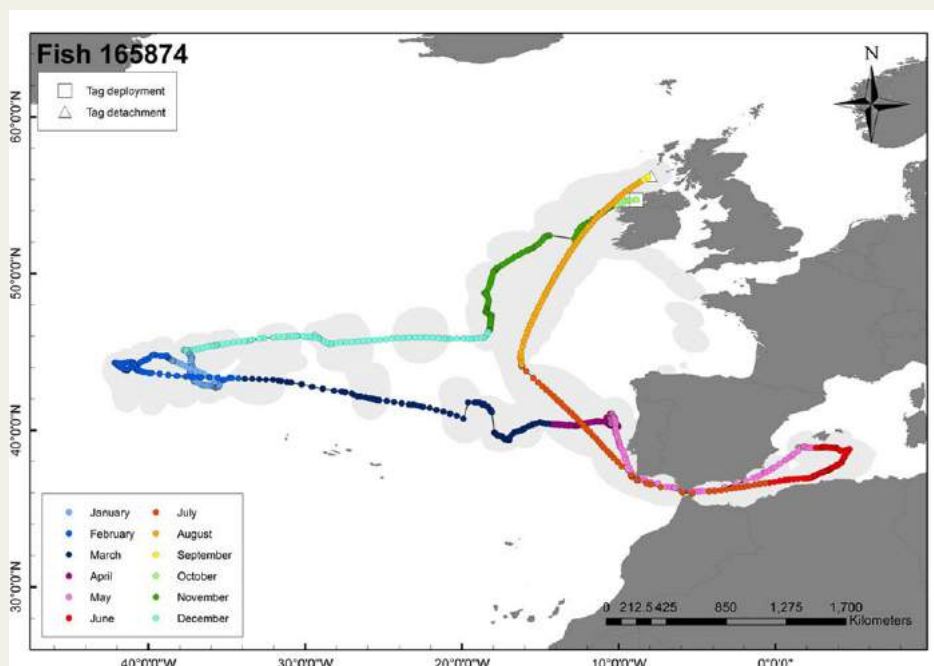 Fish 165874
Tag deployment
Tag detachment
N
60°0'0"N
50°0'0"N
40°0'0"N
30°0'0"N
January
February
March
April
May
June
July
August
September
October
November
December
0 212.5 425 850 1,275 1,700
Kilometers
40°0'0"W 30°0'0"W 20°0'0"W 10°0'0"W 0°0'0"